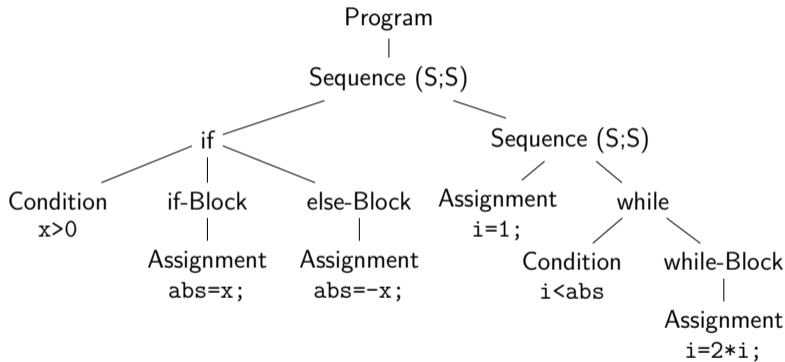 Program
Sequence (S;S)
if
Sequence (S;S)
Condition
x>0
if-Block
else-Block
Assignment
i=1;
while
Assignment
abs=x;
Assignment
abs=-x;
Condition
i<abs
while-Block
Assignment
i=2*i;